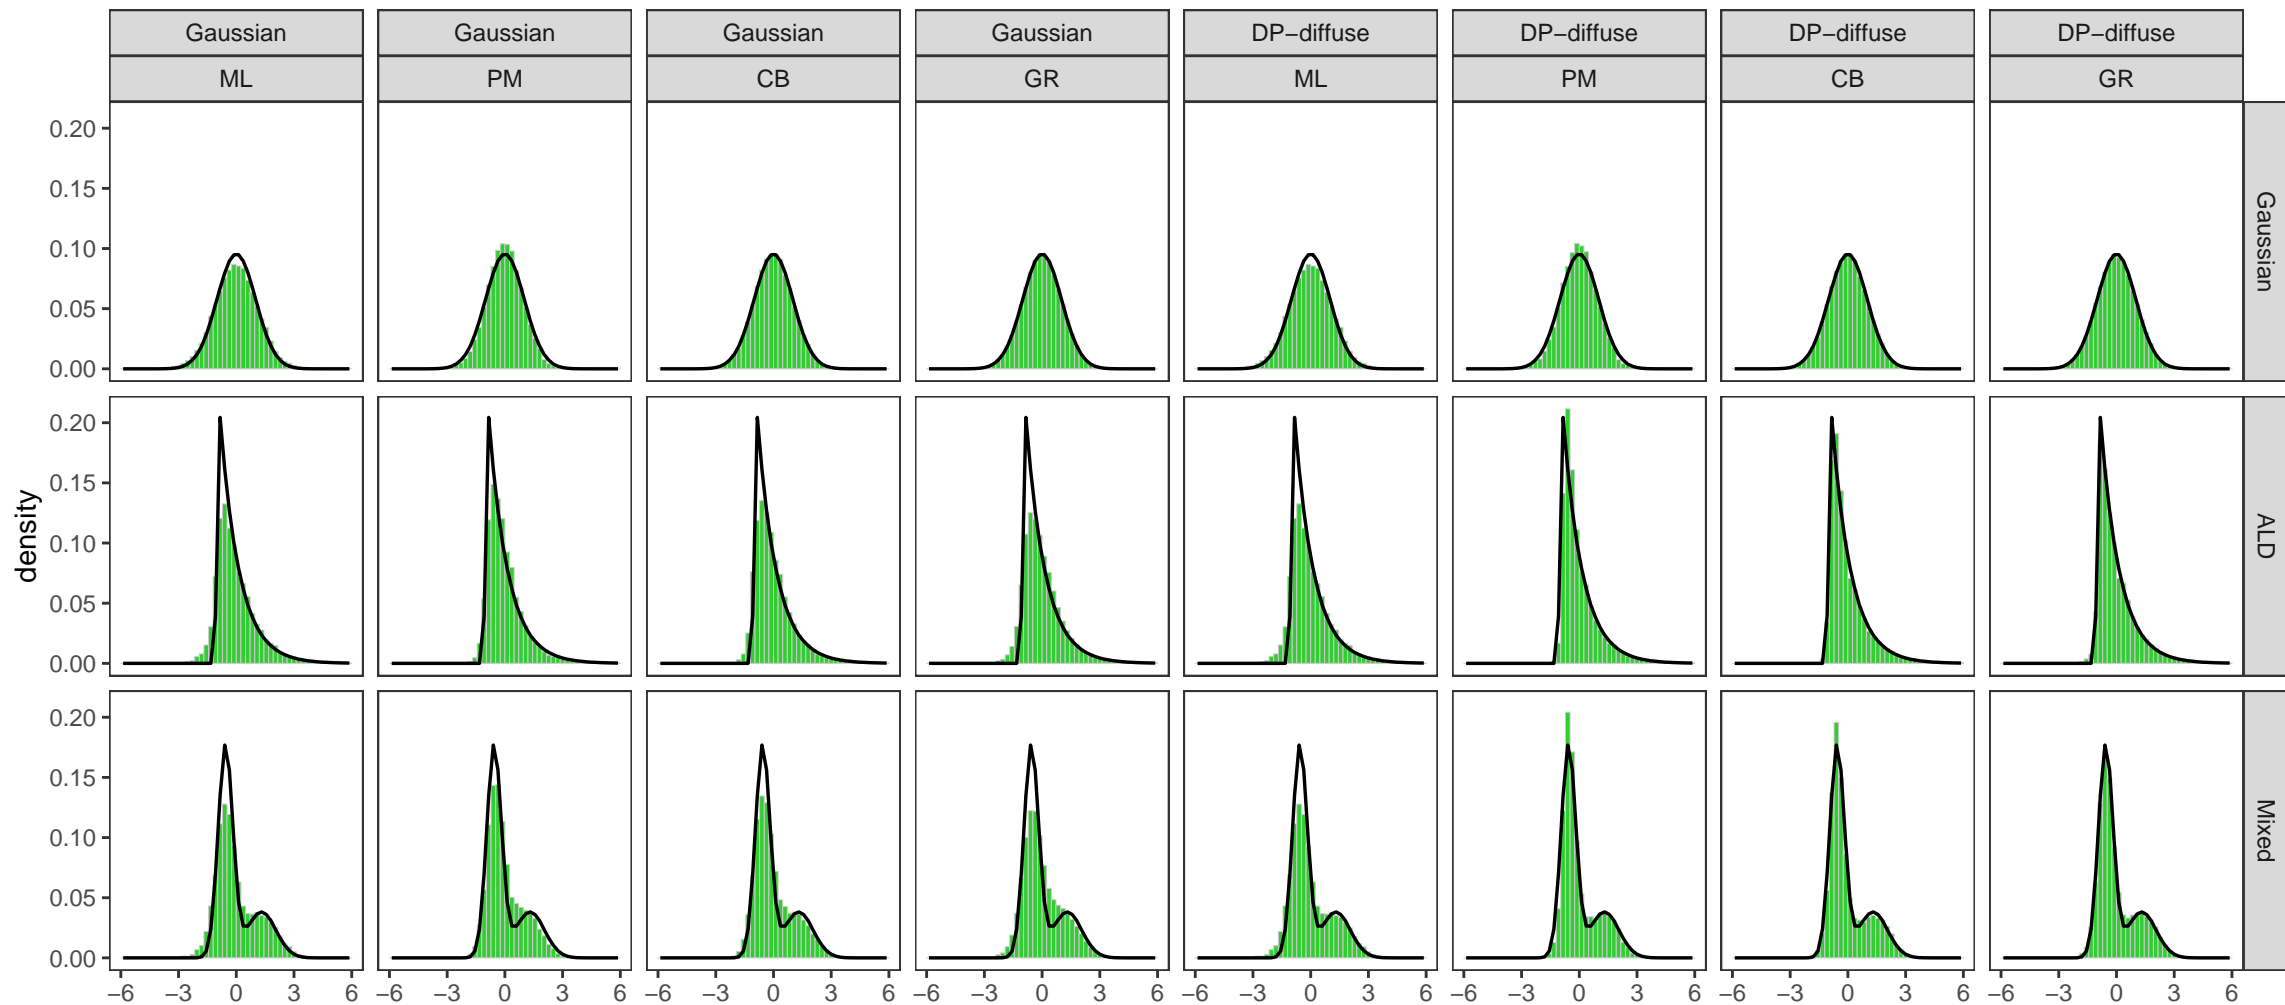 Gaussian Gaussian Gaussian Gaussian DP−diffuse DP−diffuse DP−diffuse DP−diffuse
ML PM CB GR ML PM CB GR
0.20
0.15
0.10
0.05
0.00
Gaussian
0.20
0.15
0.10
0.05
0.00
ALD
density
0.20
0.15
0.10
0.05
0.00
Mixed
−6 −3 0 3 6 −6 −3 0 3 6 −6 −3 0 3 6 −6 −3 0 3 6 −6 −3 0 3 6 −6 −3 0 3 6 −6 −3 0 3 6 −6 −3 0 3 6